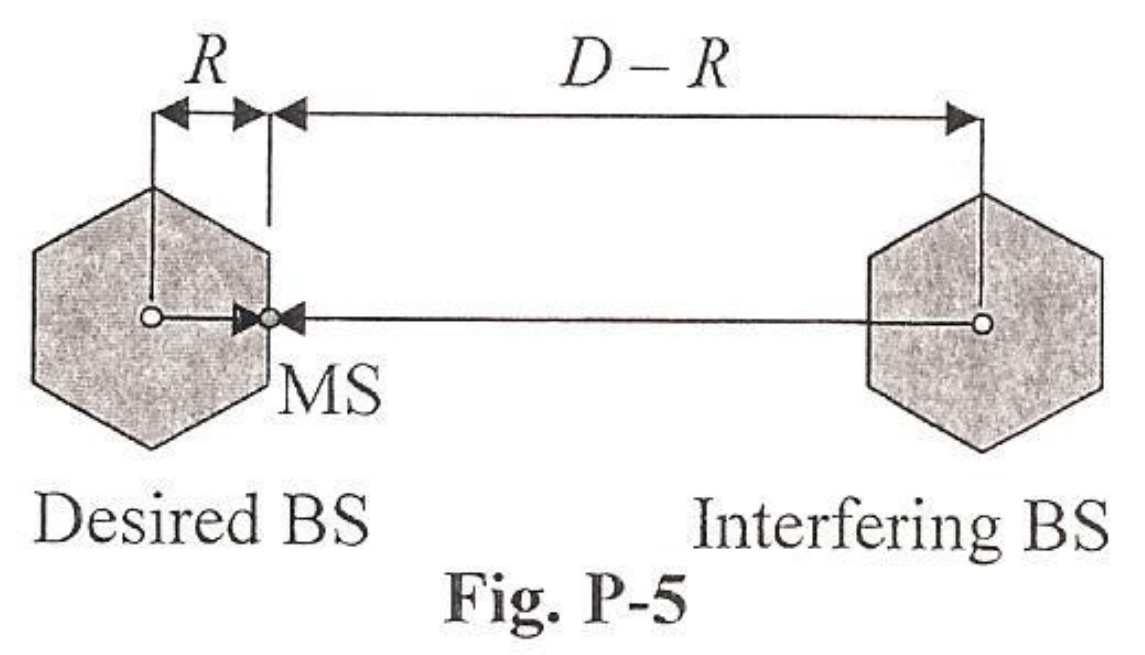 R
D – R
MS
Desired BS
Interfering BS
Fig. P-5